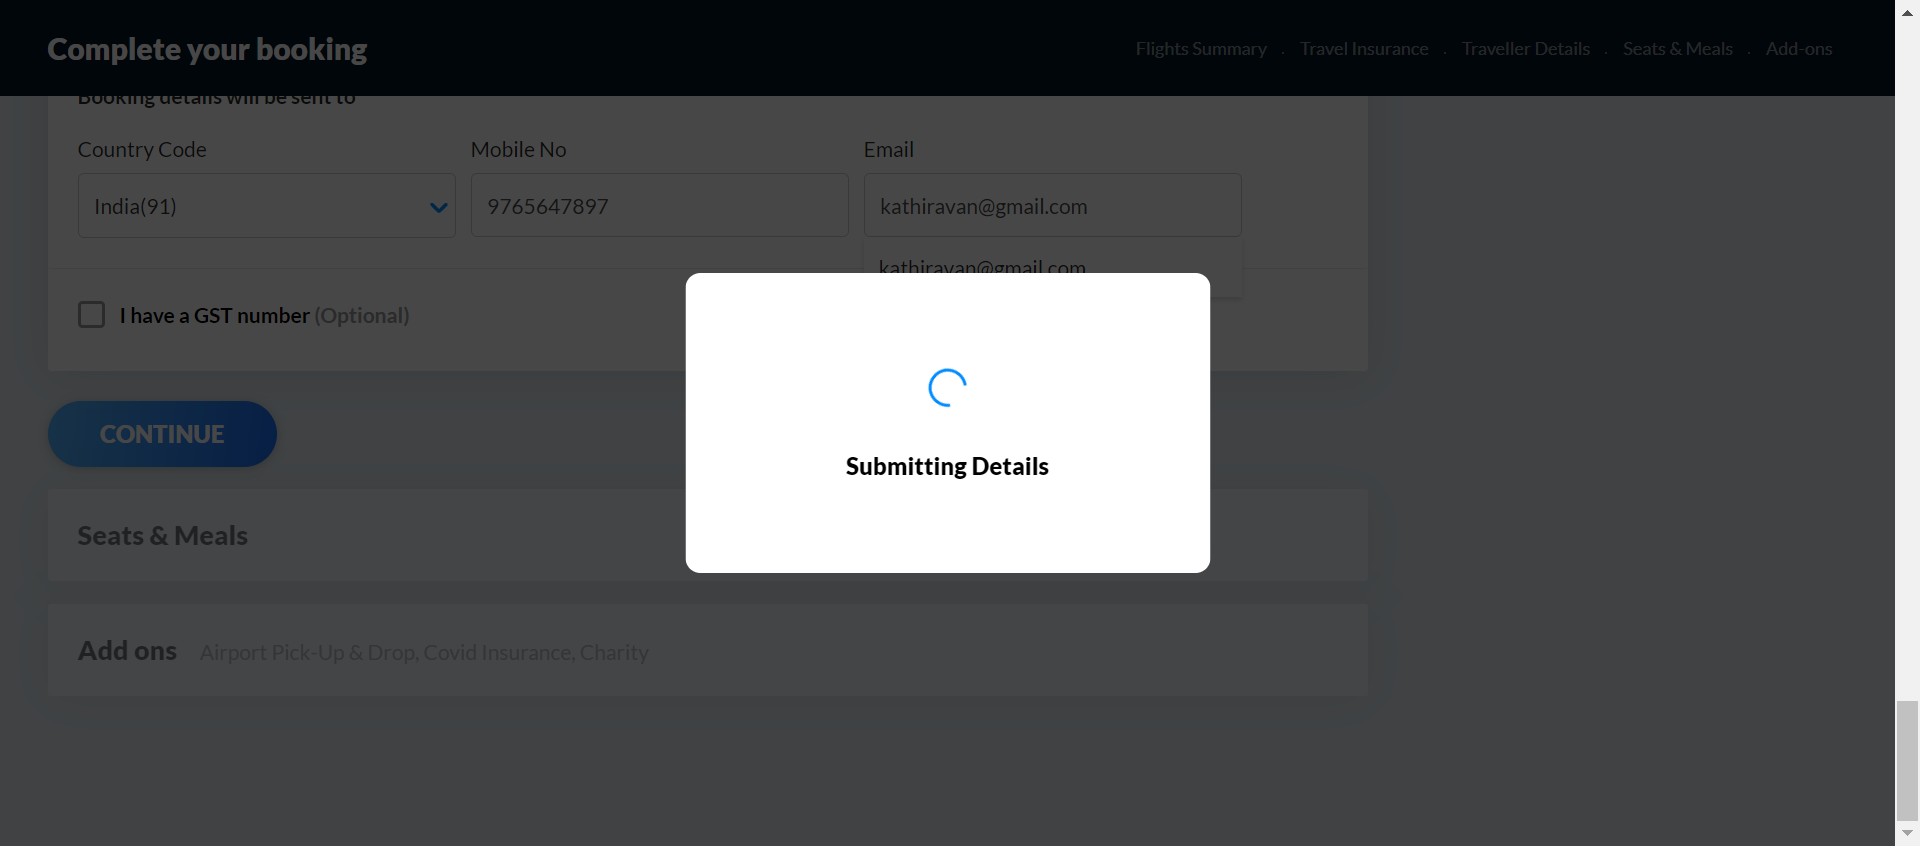 Complete your booking
Flights Summary . Travel Insurance . Traveller Details . Seats & Meals . Add-ons
Booking details will be sent to
Country Code
Mobile No
Email
India(91)
9765647897
kathiravan@gmail.com
kathiravan@gmail.com
I have a GST number (Optional)
Submitting Details
CONTINUE
Seats & Meals
Add ons Airport Pick-Up & Drop, Covid Insurance, Charity